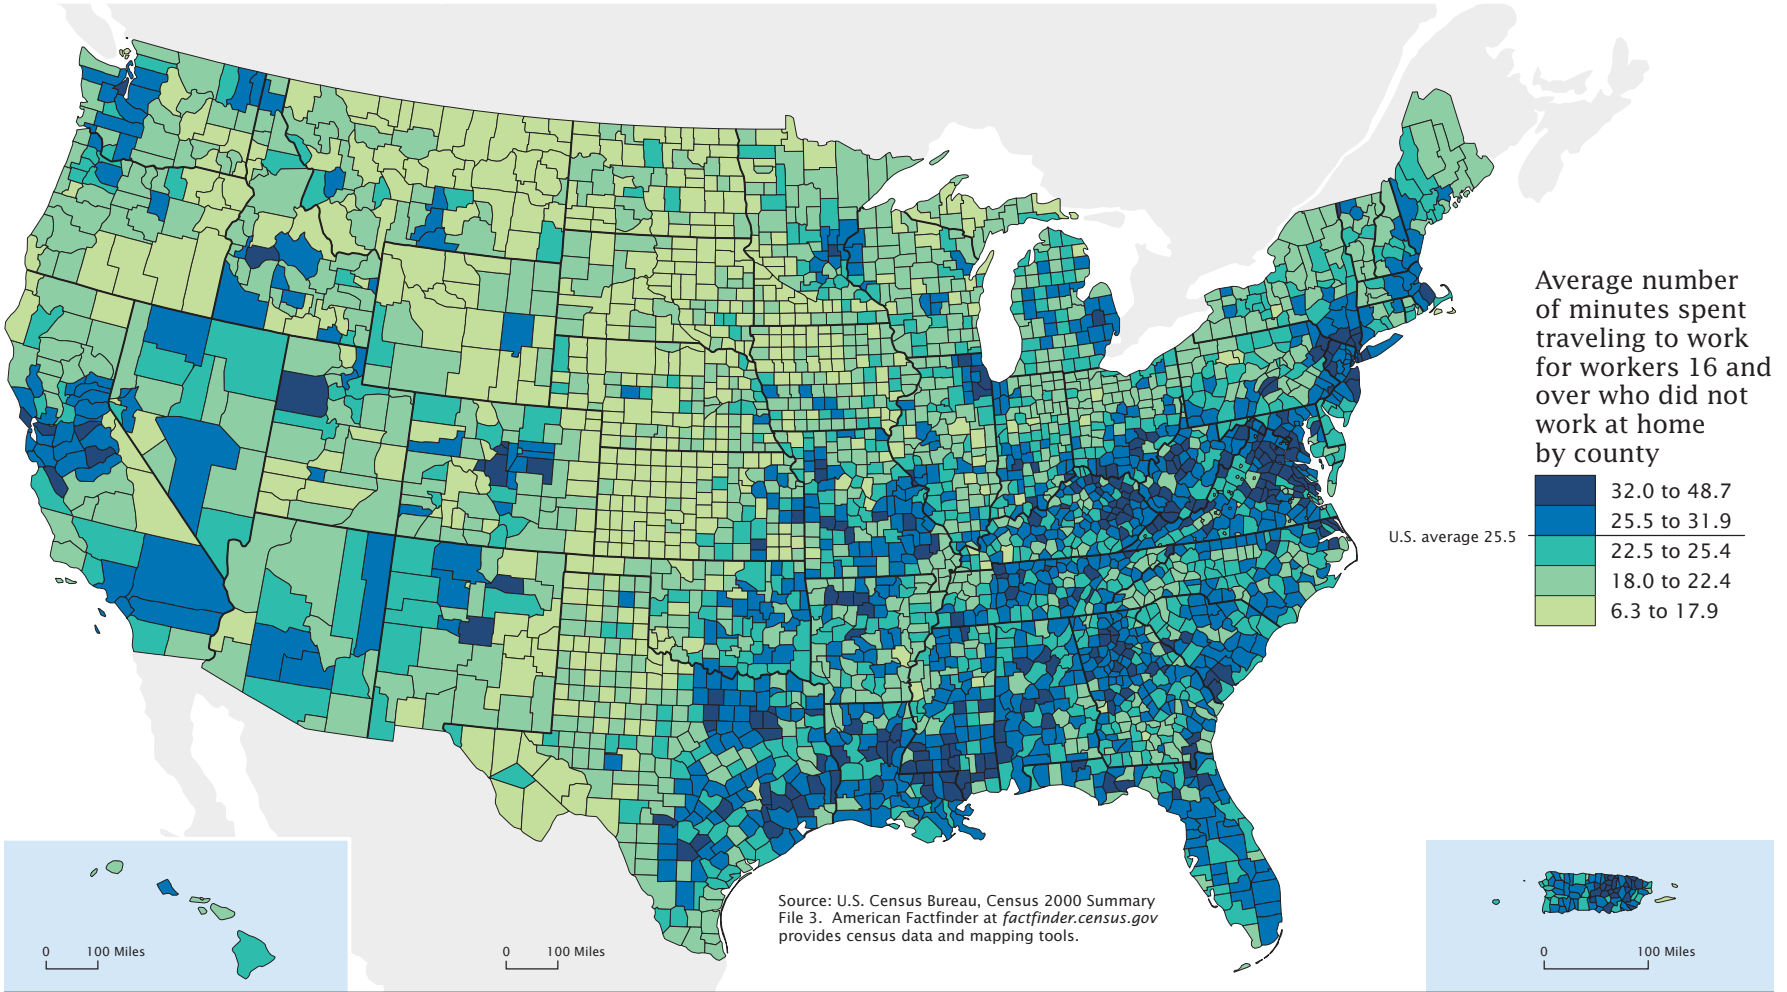 Average number
of minutes spent
traveling to work
for workers 16 and
over who did not
work at home
by county
32.0 to 48.7
25.5 to 31.9
U.S. average 25.5
22.5 to 25.4
18.0 to 22.4
6.3 to 17.9
Source: U.S. Census Bureau, Census 2000 Summary
File 3. American Factfinder at factfinder.census.gov
provides census data and mapping tools.
0 100 Miles
0 100 Miles
0 100 Miles